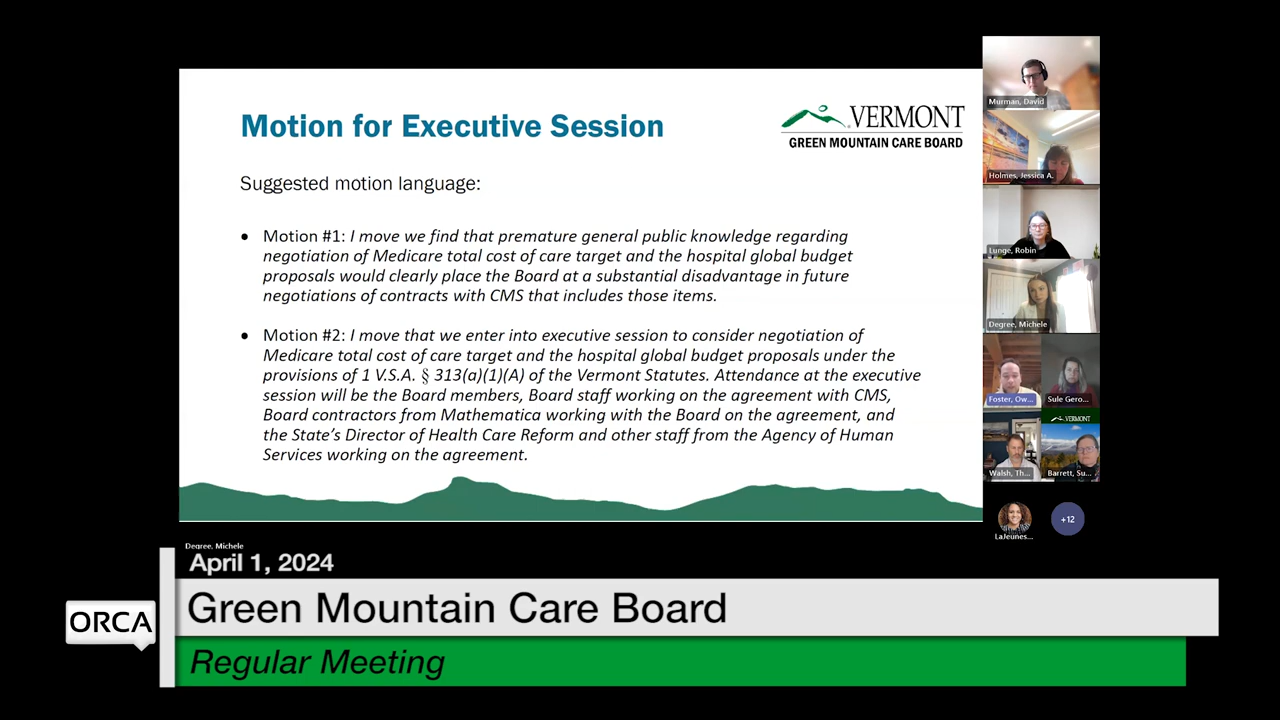 Motion for Executive Session
VERMONT
GREEN MOUNTAIN CARE BOARD
Suggested motion language:
• Motion #1: I move we find that premature general public knowledge regarding
negotiation of Medicare total cost of care target and the hospital global budget
proposals would clearly place the Board at a substantial disadvantage in future
negotiations of contracts with CMS that includes those items.
• Motion #2: I move that we enter into executive session to consider negotiation of
Medicare total cost of care target and the hospital global budget proposals under the
provisions of 1 V.S.A. § 313(a)(1)(A) of the Vermont Statutes. Attendance at the executive
session will be the Board members, Board staff working on the agreement with CMS,
Board contractors from Mathematica working with the Board on the agreement, and
the State's Director of Health Care Reform and other staff from the Agency of Human
Services working on the agreement.
Murman, David
Holmes, Jessica A.
Lunge, Robin
Degree, Michele
Foster, Ow...
Sule Gero...
VERMONT
Walsh, Th...
Barrett, Su...
LaJeunes...
+12
Degree, Michele
April 1, 2024
ORCA
Green Mountain Care Board
Regular Meeting